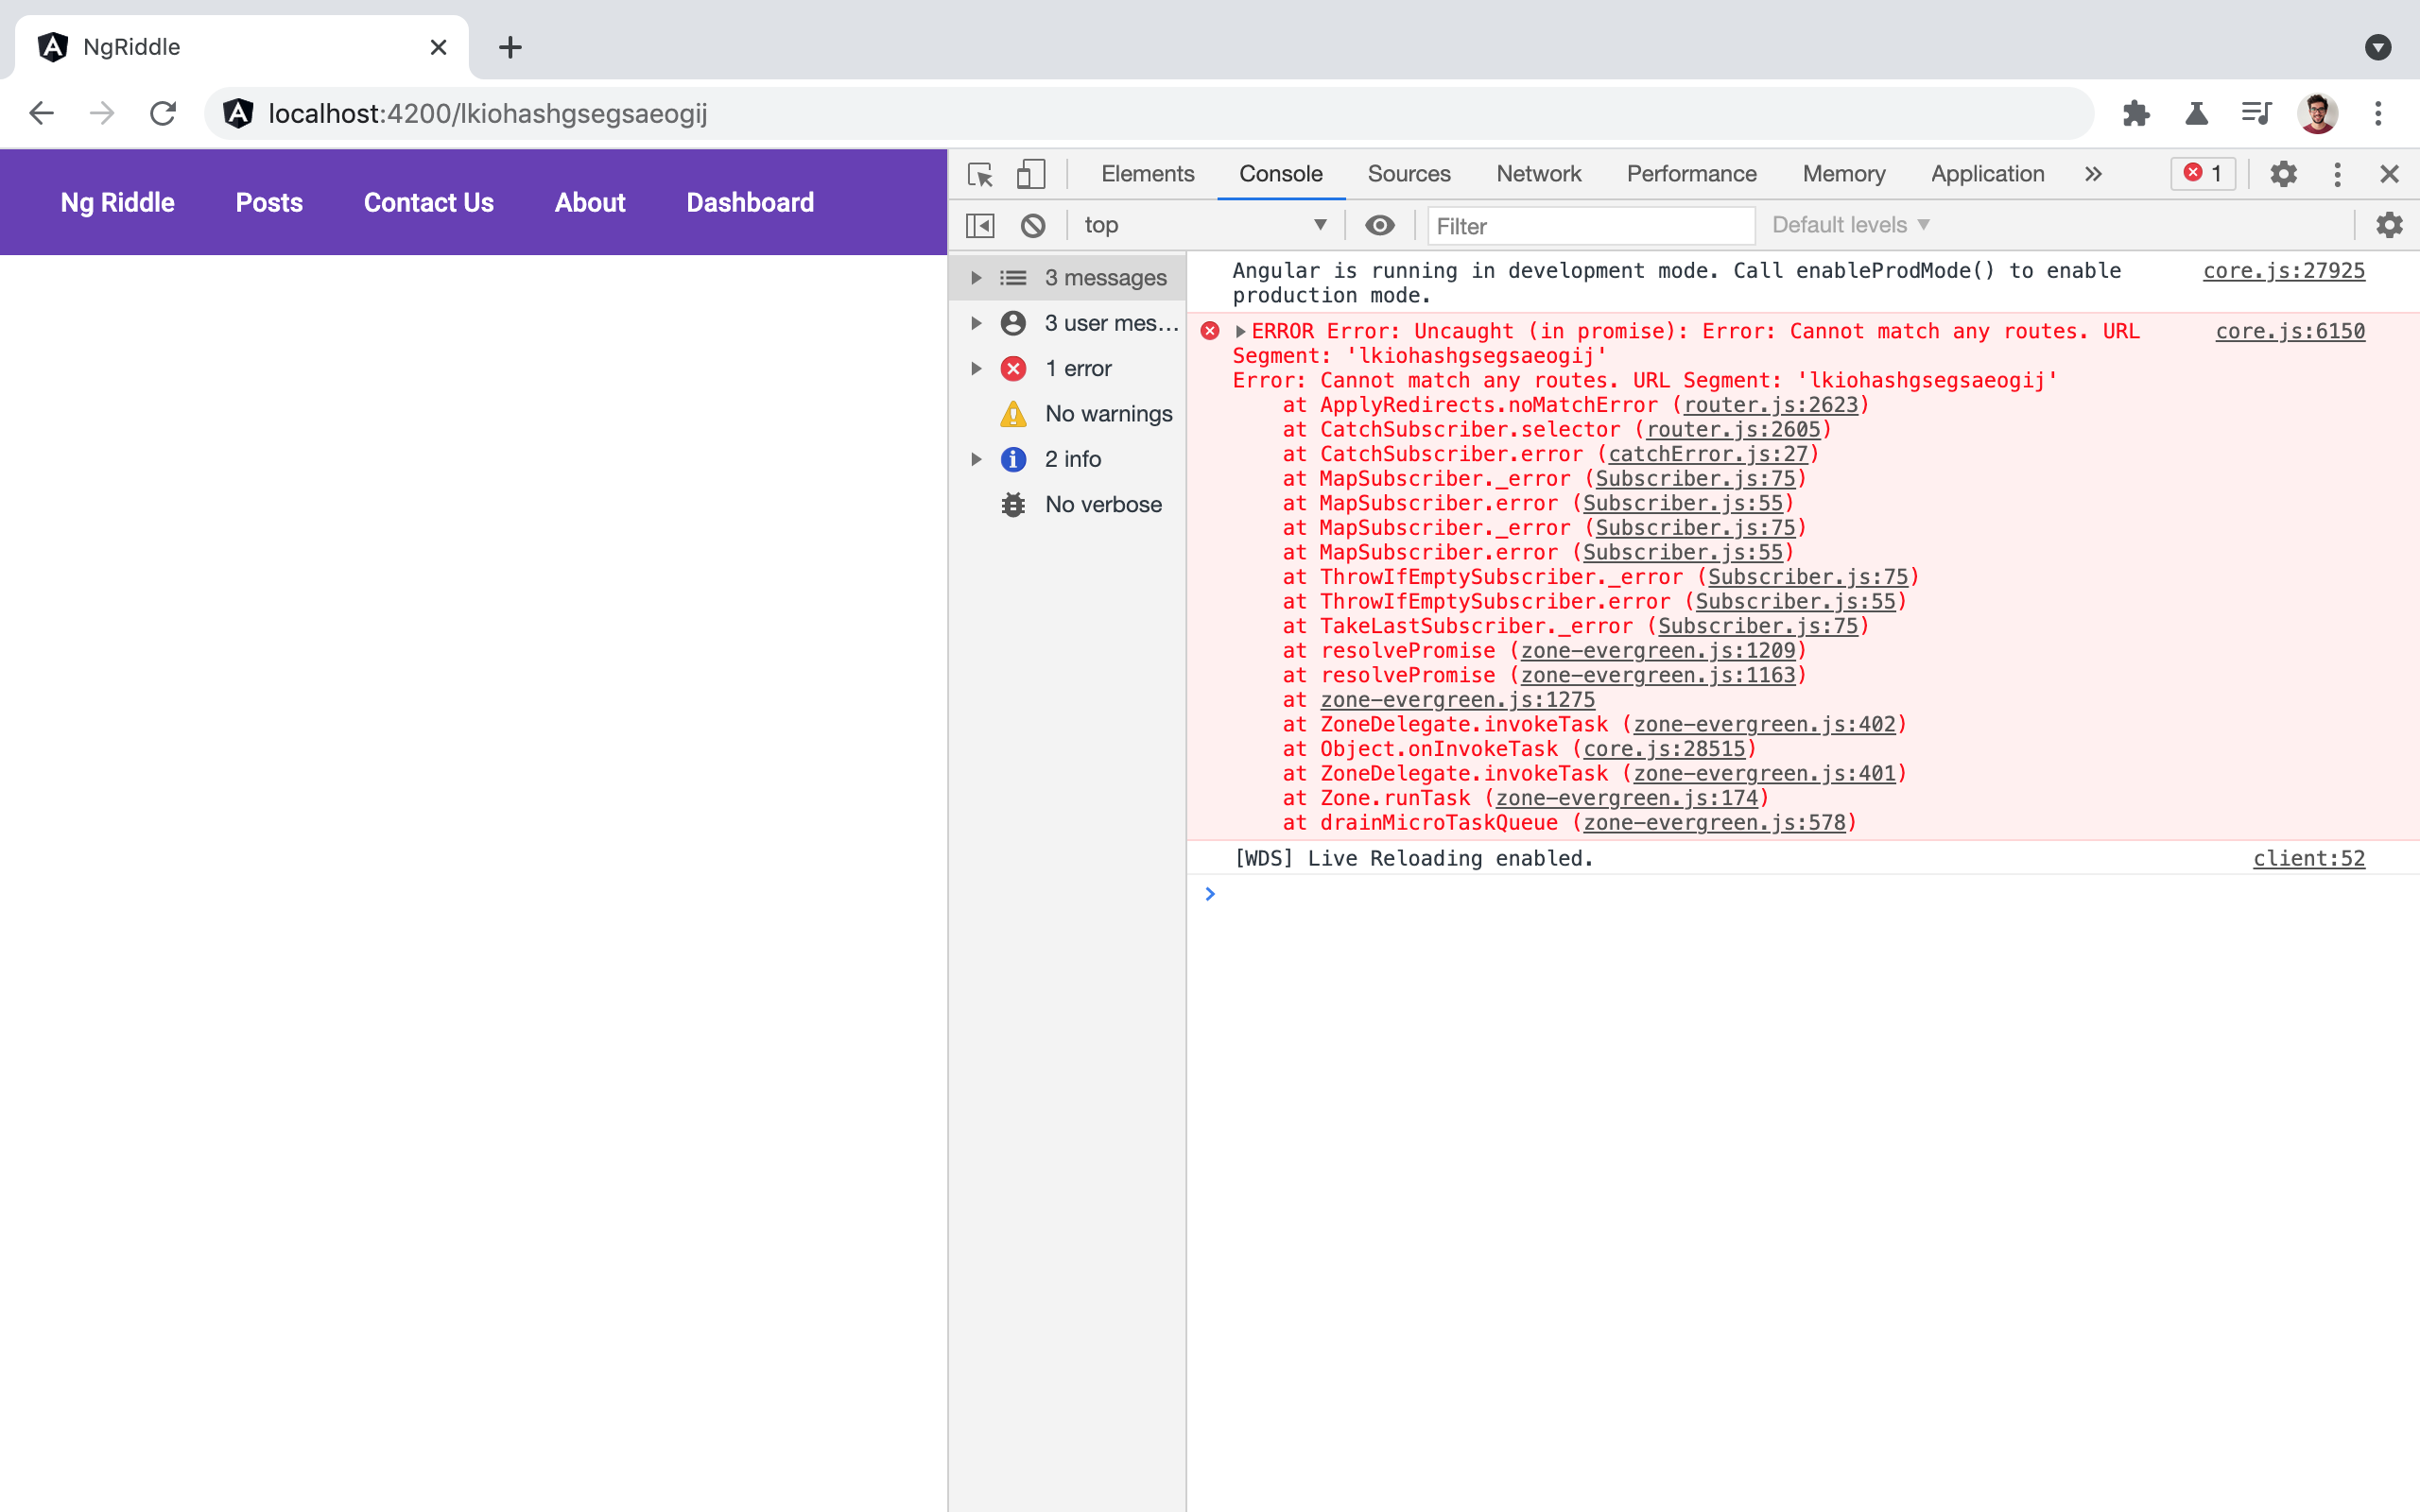 NgRiddle
localhost:4200/lkiohashgsegsaeogij
Ng Riddle Posts Contact Us About Dashboard
Elements Console Sources Network Performance Memory Application 1
top Filter Default levels
3 messages
3 user mes...
1 error
No warnings
2 info
No verbose
Angular is running in development mode. Call enableProdMode() to enable core.js:27925
production mode.
ERROR Error: Uncaught (in promise): Error: Cannot match any routes. URL core.js:6150
Segment: 'lkiohashgsegsaeogij'
Error: Cannot match any routes. URL Segment: 'lkiohashgsegsaeogij'
at ApplyRedirects.noMatchError (router.js:2623)
at CatchSubscriber.selector (router.js:2605)
at CatchSubscriber.error (catchError.js:27)
at MapSubscriber._error (Subscriber.js:75)
at MapSubscriber.error (Subscriber.js:55)
at MapSubscriber._error (Subscriber.js:75)
at MapSubscriber.error (Subscriber.js:55)
at ThrowIfEmptySubscriber._error (Subscriber.js:75)
at ThrowIfEmptySubscriber.error (Subscriber.js:55)
at TakeLastSubscriber._error (Subscriber.js:75)
at resolvePromise (zone-evergreen.js:1209)
at resolvePromise (zone-evergreen.js:1163)
at zone-evergreen.js:1275
at ZoneDelegate.invokeTask (zone-evergreen.js:402)
at Object.onInvokeTask (core.js:28515)
at ZoneDelegate.invokeTask (zone-evergreen.js:401)
at Zone.runTask (zone-evergreen.js:174)
at drainMicroTaskQueue (zone-evergreen.js:578)
[WDS] Live Reloading enabled. client:52